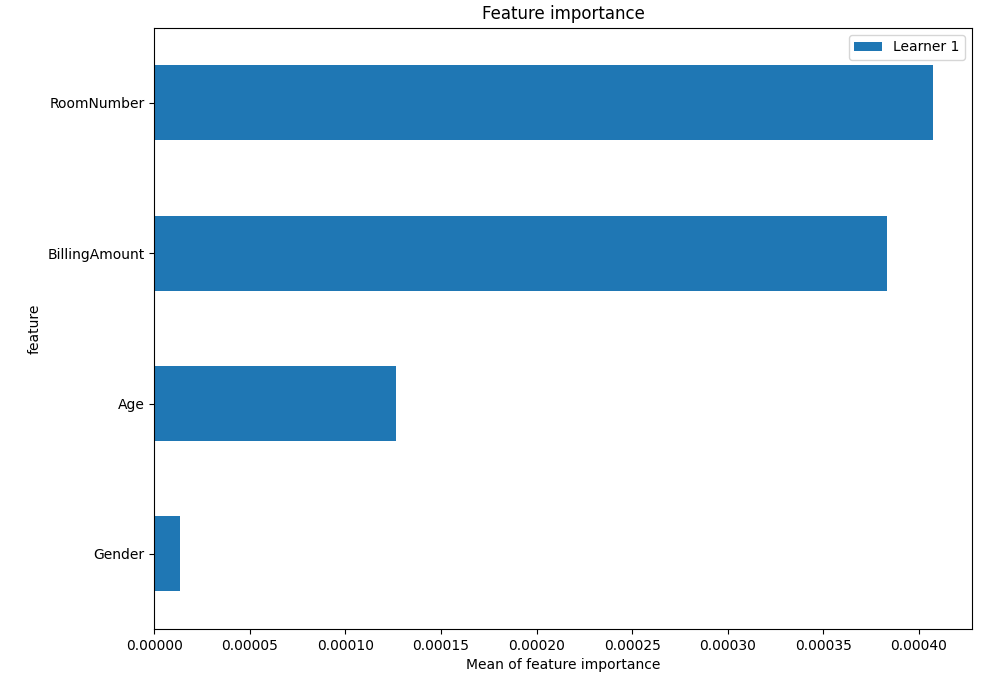 Feature importance
Learner 1
RoomNumber
BillingAmount
Age
Gender
feature
0.00000 0.00005 0.00010 0.00015 0.00020 0.00025 0.00030 0.00035 0.00040
Mean of feature importance